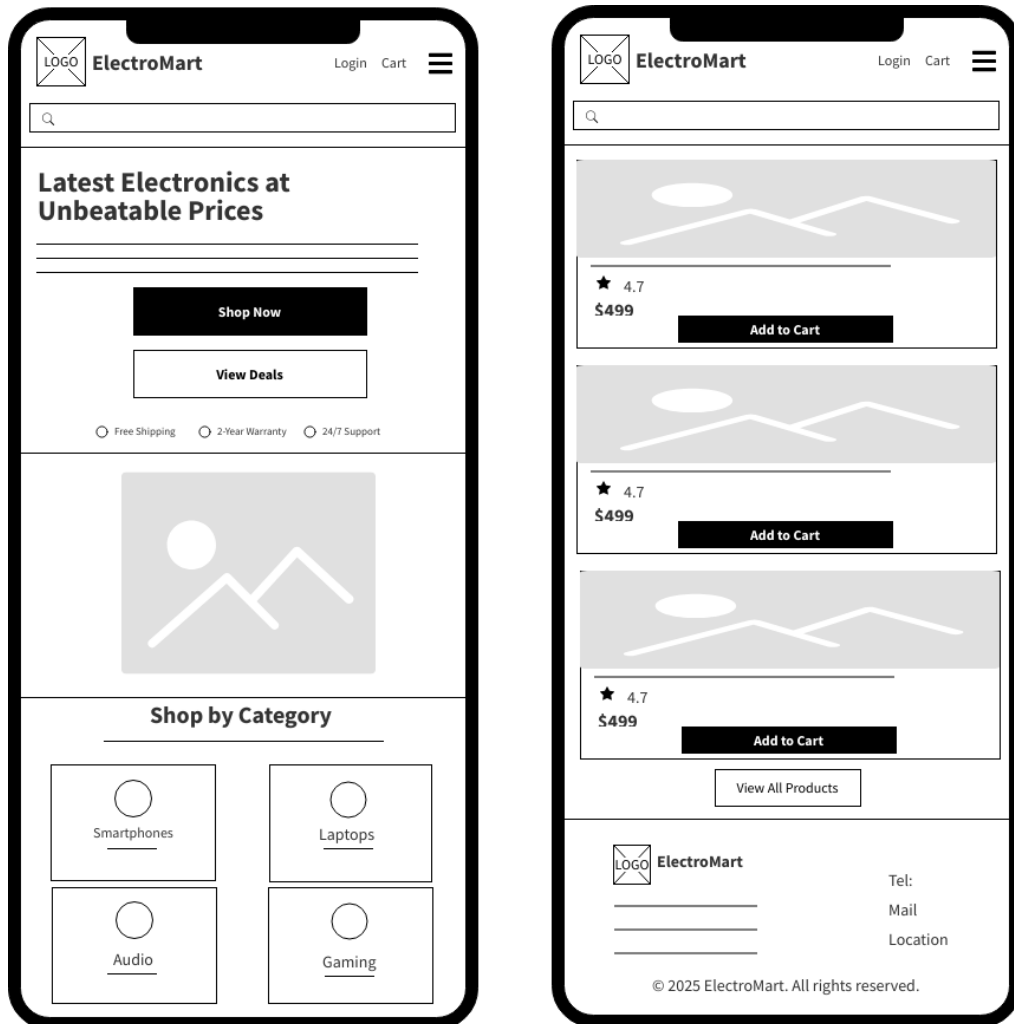 LOGO
ElectroMart
Login Cart
Latest Electronics at
Unbeatable Prices
Shop Now
View Deals
Free Shipping 2-Year Warranty 24/7 Support
Shop by Category
Smartphones Laptops
Audio Gaming
LOGO
ElectroMart
Login Cart
4.7
$499
Add to Cart
4.7
$499
Add to Cart
4.7
$499
Add to Cart
View All Products
LOGO
ElectroMart
Tel:
Mail
Location
© 2025 ElectroMart. All rights reserved.